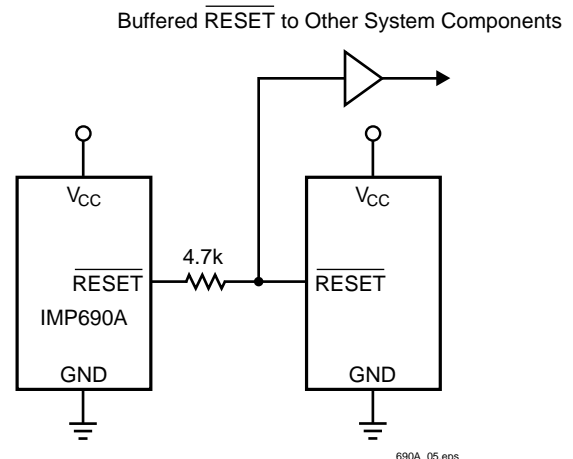 Buffered RESET to Other System Components
VCC
VCC
4.7k
RESET
RESET
IMP690A
GND
GND
690A_05.eps